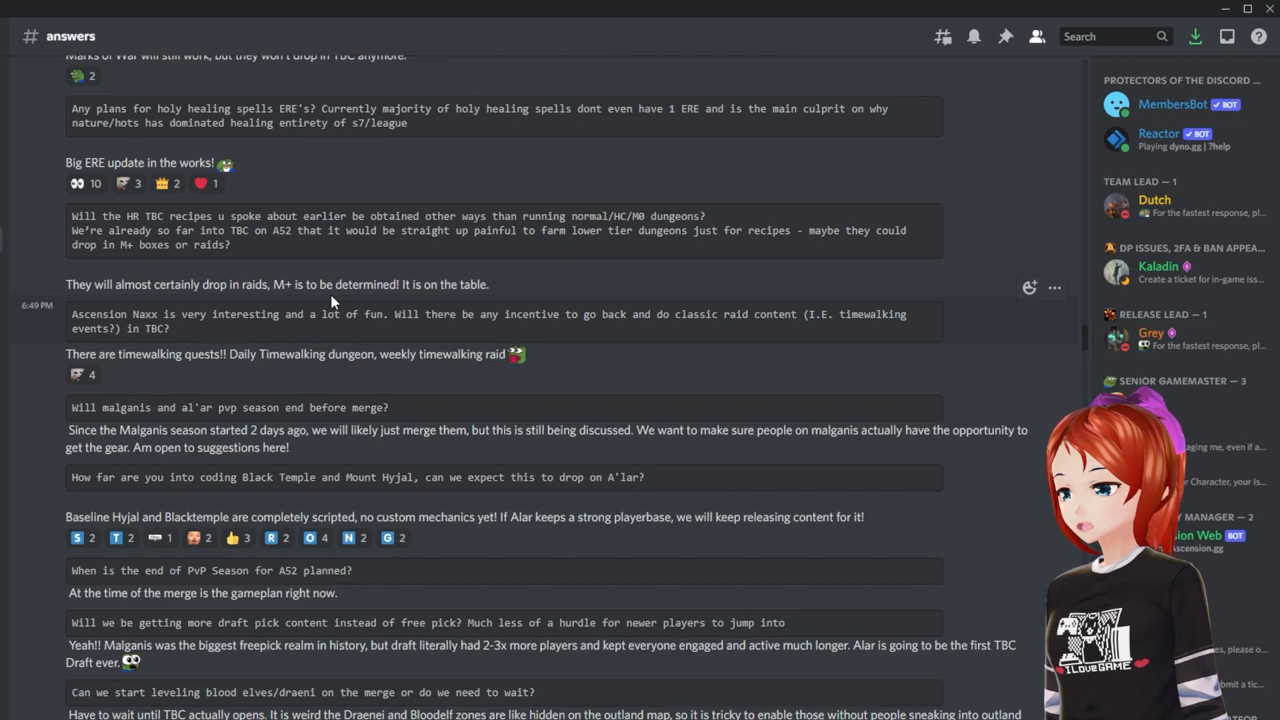 answers
Search
Marks of War will still work, but they won't drop in TBC anymore.
2
Any plans for holy healing spells ERE's? Currently majority of holy healing spells dont even have 1 ERE and is the main culprit on why
nature/hots has dominated healing entirety of s7/league
Big ERE update in the works!
10 3 2 1
Will the HR TBC recipes u spoke about earlier be obtained other ways than running normal/HC/M0 dungeons?
We're already so far into TBC on A52 that it would be straight up painful to farm lower tier dungeons just for recipes - maybe they could
drop in M+ boxes or raids?
They will almost certainly drop in raids, M+ is to be determined! It is on the table.
6:49 PM
Ascension Naxx is very interesting and a lot of fun. Will there be any incentive to go back and do classic raid content (I.E. timewalking
events?) in TBC?
There are timewalking quests!! Daily Timewalking dungeon, weekly timewalking raid
4
Will malganis and al'ar pvp season end before merge?
Since the Malganis season started 2 days ago, we will likely just merge them, but this is still being discussed. We want to make sure people on malganis actually have the opportunity to
get the gear. Am open to suggestions here!
How far are you into coding Black Temple and Mount Hyjal, can we expect this to drop on A'lar?
Baseline Hyjal and Blacktemple are completely scripted, no custom mechanics yet! If Alar keeps a strong playerbase, we will keep releasing content for it!
S 2 T 2 1 2 3 R 2 O 4 N 2 G 2
When is the end of PvP Season for A52 planned?
At the time of the merge is the gameplan right now.
Will we be getting more draft pick content instead of free pick? Much less of a hurdle for newer players to jump into
Yeah!! Malganis was the biggest freepick realm in history, but draft literally had 2-3x more players and kept everyone engaged and active much longer. Alar is going to be the first TBC
Draft ever.
Can we start leveling blood elves/draeni on the merge or do we need to wait?
Have to wait until TBC actually opens. It is weird the Draenei and Bloodelf zones are like hidden on the outland map, so it is tricky to enable those without people sneaking into outland
PROTECTORS OF THE DISCORD ...
MembersBot BOT
Reactor BOT
Playing dyno.gg | ?help
TEAM LEAD — 1
Dutch
For the fastest response, pl...
DP ISSUES, 2FA & BAN APPEA...
Kaladin
Create a ticket for in-game iss...
RELEASE LEAD — 1
Grey
For the fastest response, pl...
SENIOR GAMEMASTER — 3
aging me, even if a...
r Character, your Is...
Y MANAGER — 2
sion Web BOT
scension.gg
s, please o...
ubmit a tic...
I LOVE GAME